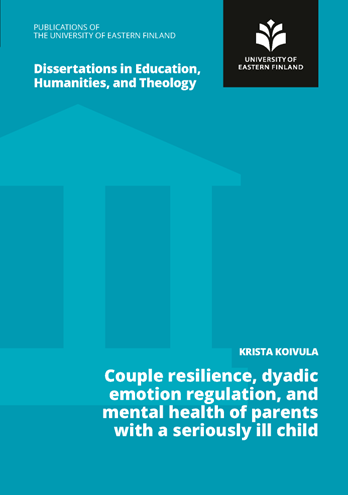 PUBLICATIONS OF
THE UNIVERSITY OF EASTERN FINLAND
UNIVERSITY OF
EASTERN FINLAND
Dissertations in Education,
Humanities, and Theology
KRISTA KOIVULA
Couple resilience, dyadic
emotion regulation, and
mental health of parents
with a seriously ill child